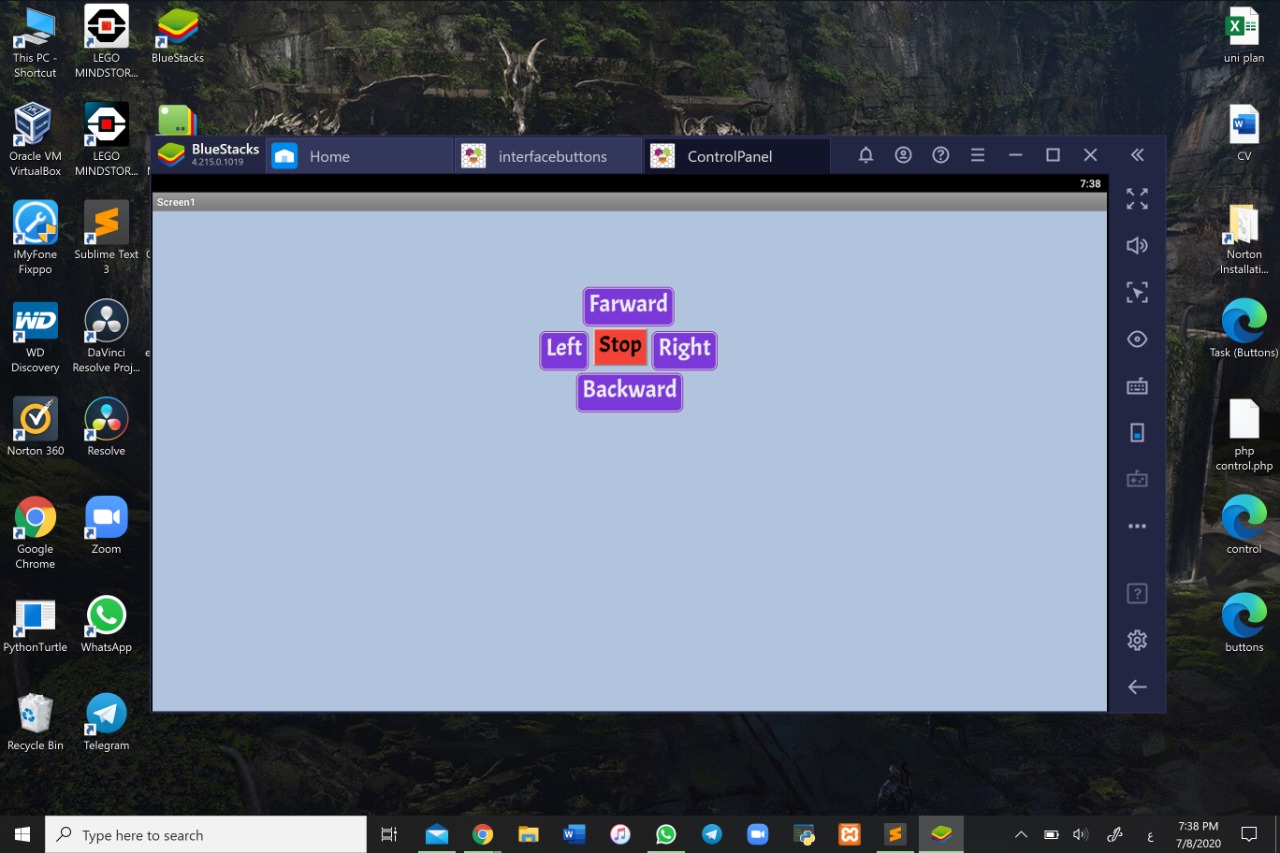 This PC -
Shortcut
LEGO
MINDSTOR...
BlueStacks
uni plan
Oracle VM
VirtualBox
LEGO
MINDSTOR...
CV
iMyFone
Fixppo
Sublime Text
3
Norton
Installati...
WD
WD
Discovery
DaVinci
Resolve Proj...
Task (Buttons)
Norton 360
Resolve
php
control.php
Google
Chrome
Zoom
control
PythonTurtle
WhatsApp
buttons
Recycle Bin
Telegram
BlueStacks
4.215.0.1019
Home
interfacebuttons
ControlPanel
7:38
Screen1
Farward
Left
Stop
Right
Backward
Type here to search
ع
7:38 PM
7/8/2020